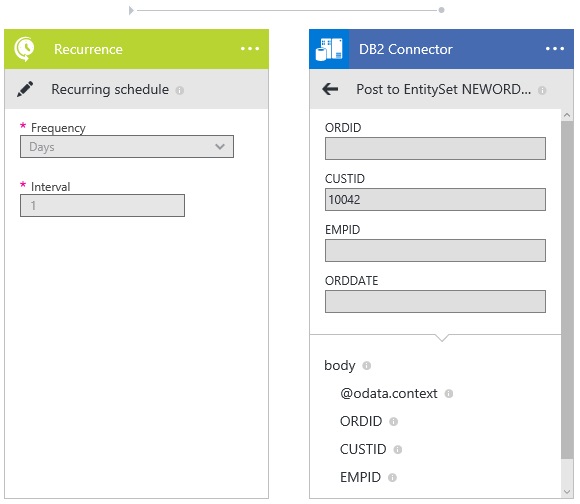 Recurrence
Recurring schedule
* Frequency
Days
* Interval
1
DB2 Connector
Post to EntitySet NEWORD...
ORDID
CUSTID
10042
EMPID
ORDDATE
body
@odata.context
ORDID
CUSTID
EMPID